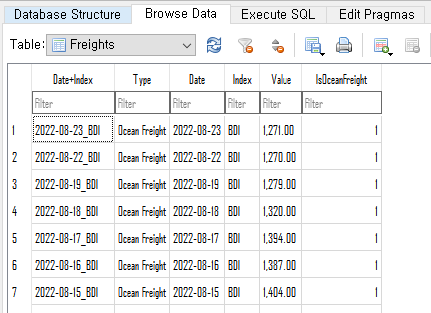 Database Structure Browse Data Execute SQL Edit Pragmas
Table: Freights
Date+Index Type Date Index Value IsOceanFreight
Filter Filter Filter Filter Filter Filter
1 2022-08-23_BDI Ocean Freight 2022-08-23 BDI 1,271.00 1
2 2022-08-22_BDI Ocean Freight 2022-08-22 BDI 1,270.00 1
3 2022-08-19_BDI Ocean Freight 2022-08-19 BDI 1,279.00 1
4 2022-08-18_BDI Ocean Freight 2022-08-18 BDI 1,320.00 1
5 2022-08-17_BDI Ocean Freight 2022-08-17 BDI 1,394.00 1
6 2022-08-16_BDI Ocean Freight 2022-08-16 BDI 1,387.00 1
7 2022-08-15_BDI Ocean Freight 2022-08-15 BDI 1,404.00 1